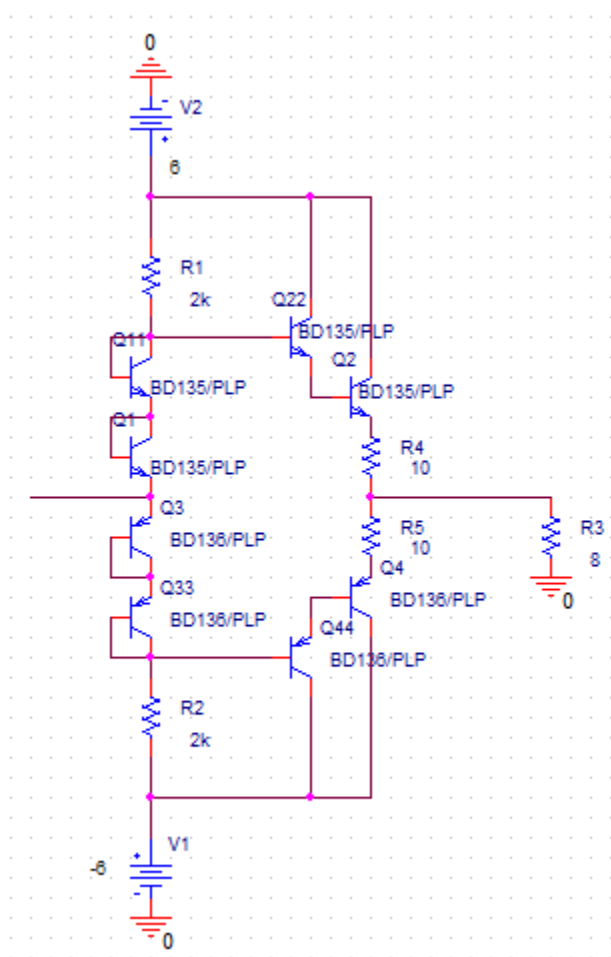 0
V2
6
R1
2k
Q22
BD135/PLP
Q11
BD135/PLP
Q2
BD135/PLP
Q1
BD135/PLP
R4
10
Q3
BD136/PLP
R5
10
R3
8
0
Q33
BD136/PLP
Q4
BD136/PLP
Q44
BD136/PLP
R2
2k
V1
-6
0